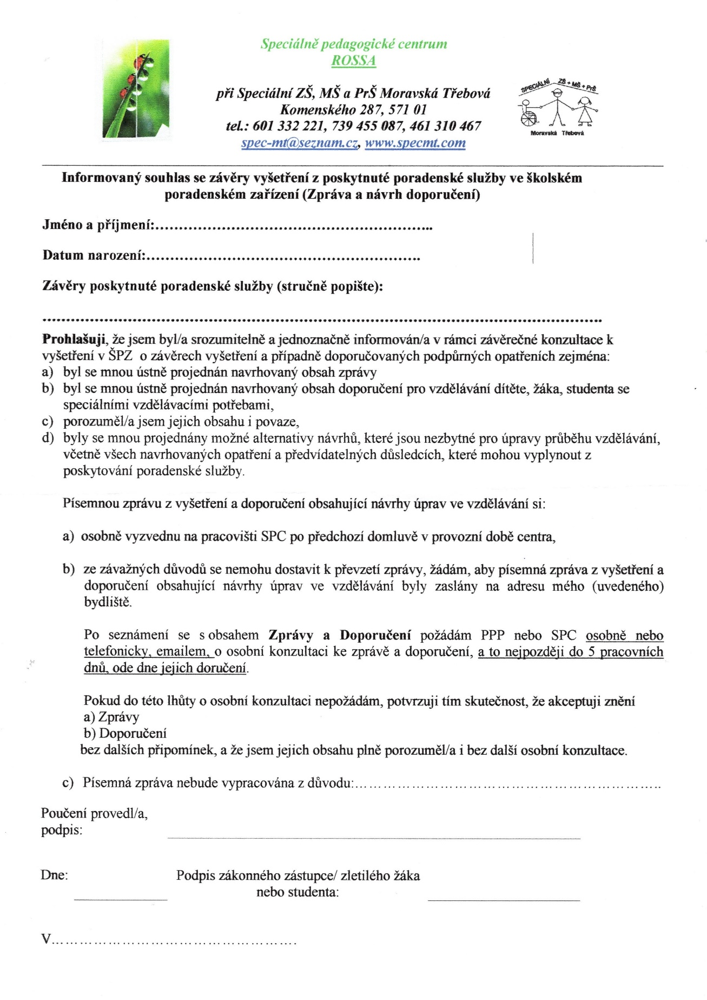 Speciálně pedagogické centrum
ROSSA
při Speciální ZŠ, MŠ a PrŠ Moravská Třebová
Komenského 287, 571 01
tel.: 601 332 221, 739 455 087, 461 310 467
spec-mt@seznam.cz, www.specmt.com
SPECIÁLNÍ ZŠ + MŠ + PrŠ
Moravská Třebová
Informovaný souhlas se závěry vyšetření z poskytnuté poradenské služby ve školském
poradenském zařízení (Zpráva a návrh doporučení)
Jméno a příjmení:...........................................................
Datum narození:..........................................................
Závěry poskytnuté poradenské služby (stručně popište):
........................................................................................................................
Prohlašuji, že jsem byl/a srozumitelně a jednoznačně informován/a v rámci závěrečné konzultace k
vyšetření v ŠPZ o závěrech vyšetření a případně doporučovaných podpůrných opatřeních zejména:
a) byl se mnou ústně projednán navrhovaný obsah zprávy
b) byl se mnou ústně projednán navrhovaný obsah doporučení pro vzdělávání dítěte, žáka, studenta se
speciálními vzdělávacími potřebami,
c) porozuměl/a jsem jejich obsahu i povaze,
d) byly se mnou projednány možné alternativy návrhů, které jsou nezbytné pro úpravy průběhu vzdělávání,
včetně všech navrhovaných opatření a předvídatelných důsledcích, které mohou vyplynout z
poskytování poradenské služby.
Písemnou zprávu z vyšetření a doporučení obsahující návrhy úprav ve vzdělávání si:
a) osobně vyzvednu na pracovišti SPC po předchozí domluvě v provozní době centra,
b) ze závažných důvodů se nemohu dostavit k převzetí zprávy, žádám, aby písemná zpráva z vyšetření a
doporučení obsahující návrhy úprav ve vzdělávání byly zaslány na adresu mého (uvedeného)
bydliště.
Po seznámení se s obsahem Zprávy a Doporučení požádám PPP nebo SPC osobně nebo
telefonicky, emailem, o osobní konzultaci ke zprávě a doporučení, a to nejpozději do 5 pracovních
dnů, ode dne jejich doručení.
Pokud do této lhůty o osobní konzultaci nepožádám, potvrzuji tím skutečnost, že akceptuji znění
a) Zprávy
b) Doporučení
bez dalších připomínek, a že jsem jejich obsahu plně porozuměl/a i bez další osobní konzultace.
c) Písemná zpráva nebude vypracována z důvodu:..................................................................
Poučení provedl/a,
podpis:
Dne: Podpis zákonného zástupce/ zletilého žáka
nebo studenta:
V....................................................